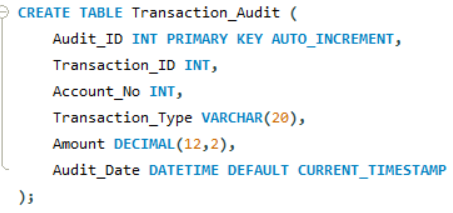 CREATE TABLE Transaction_Audit (
    Audit_ID INT PRIMARY KEY AUTO_INCREMENT,
    Transaction_ID INT,
    Account_No INT,
    Transaction_Type VARCHAR(20),
    Amount DECIMAL(12,2),
    Audit_Date DATETIME DEFAULT CURRENT_TIMESTAMP
);